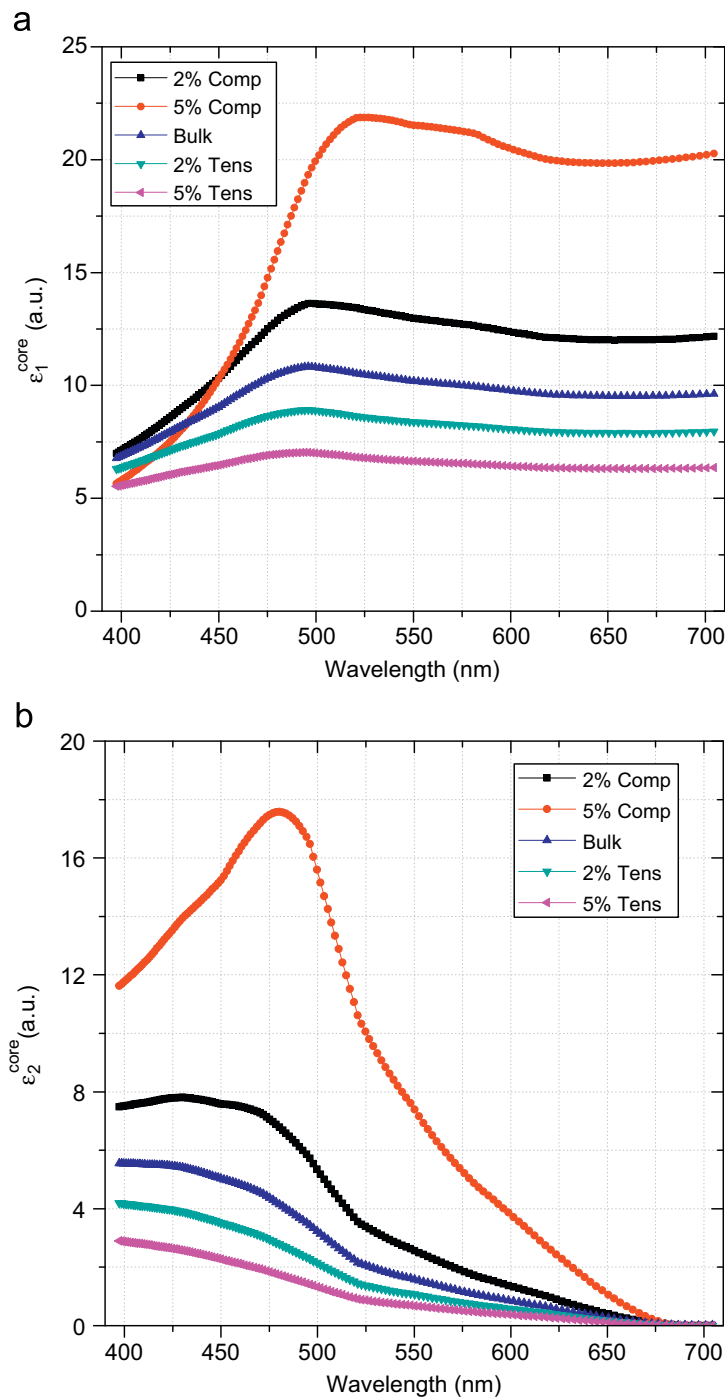 a
25
20
15
10
5
0
ε₁ᶜᵒʳᵉ (a.u.)
2% Comp
5% Comp
Bulk
2% Tens
5% Tens
400 450 500 550 600 650 700
Wavelength (nm)
b
20
16
12
8
4
0
ε₂ᶜᵒʳᵉ (a.u.)
2% Comp
5% Comp
Bulk
2% Tens
5% Tens
400 450 500 550 600 650 700
Wavelength (nm)